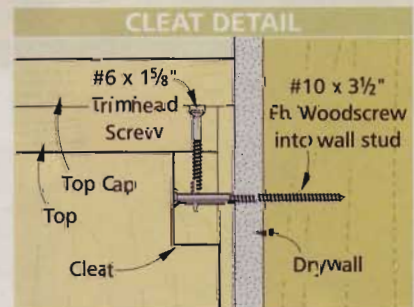 CLEAT DETAIL
#6 x 1⅝"
Trimhead
Screw
#10 x 3½"
Fh Woodscrew
into wall stud
Top Cap
Top
Cleat
Drywall